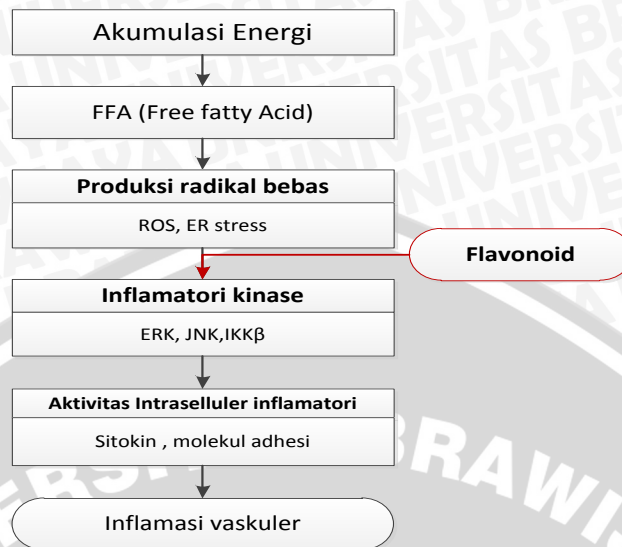 Akumulasi Energi
FFA (Free fatty Acid)
Produksi radikal bebas
ROS, ER stress
Flavonoid
Inflamatori kinase
ERK, JNK,IKKβ
Aktivitas Intraselluler inflamatori
Sitokin , molekul adhesi
Inflamasi vaskuler